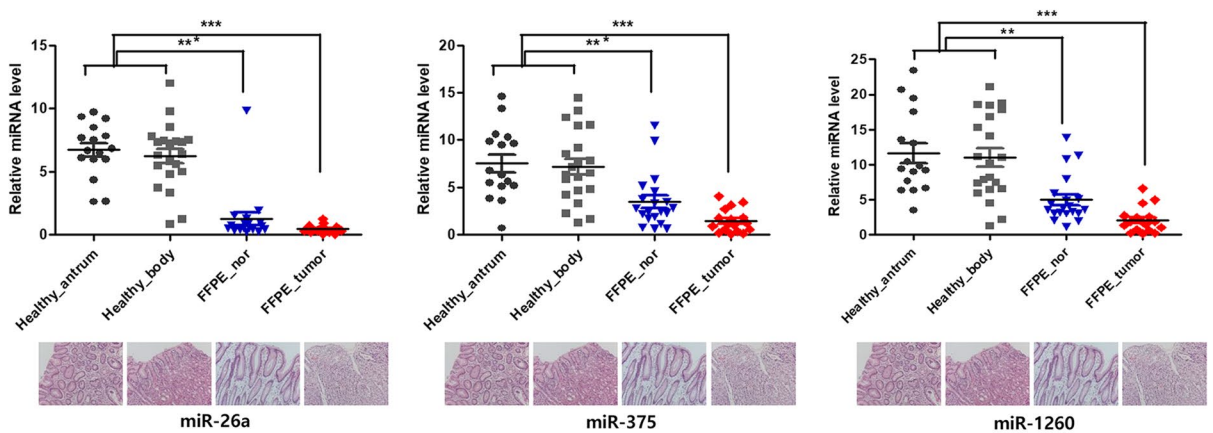 ***
** *
Relative miRNA level
15
10
5
0
Healthy_antrum
Healthy_body
FFPE_nor
FFPE_tumor
miR-26a
***
** *
Relative miRNA level
20
15
10
5
0
Healthy_antrum
Healthy_body
FFPE_nor
FFPE_tumor
miR-375
***
**
Relative miRNA level
25
20
15
10
5
0
Healthy_antrum
Healthy_body
FFPE_nor
FFPE_tumor
miR-1260